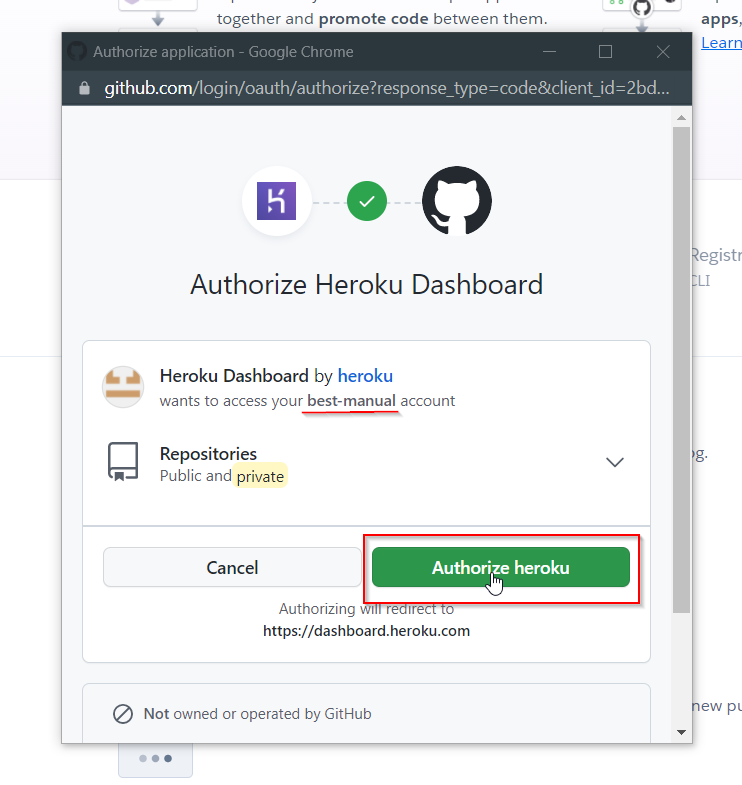 together and promote code between them.
apps,
Learn
Authorize application - Google Chrome
github.com/login/oauth/authorize?response_type=code&client_id=2bd...
Authorize Heroku Dashboard
Registr
CLI
Heroku Dashboard by heroku
wants to access your best-manual account
Repositories
Public and private
og.
Cancel
Authorize heroku
Authorizing will redirect to
https://dashboard.heroku.com
new pu
Not owned or operated by GitHub